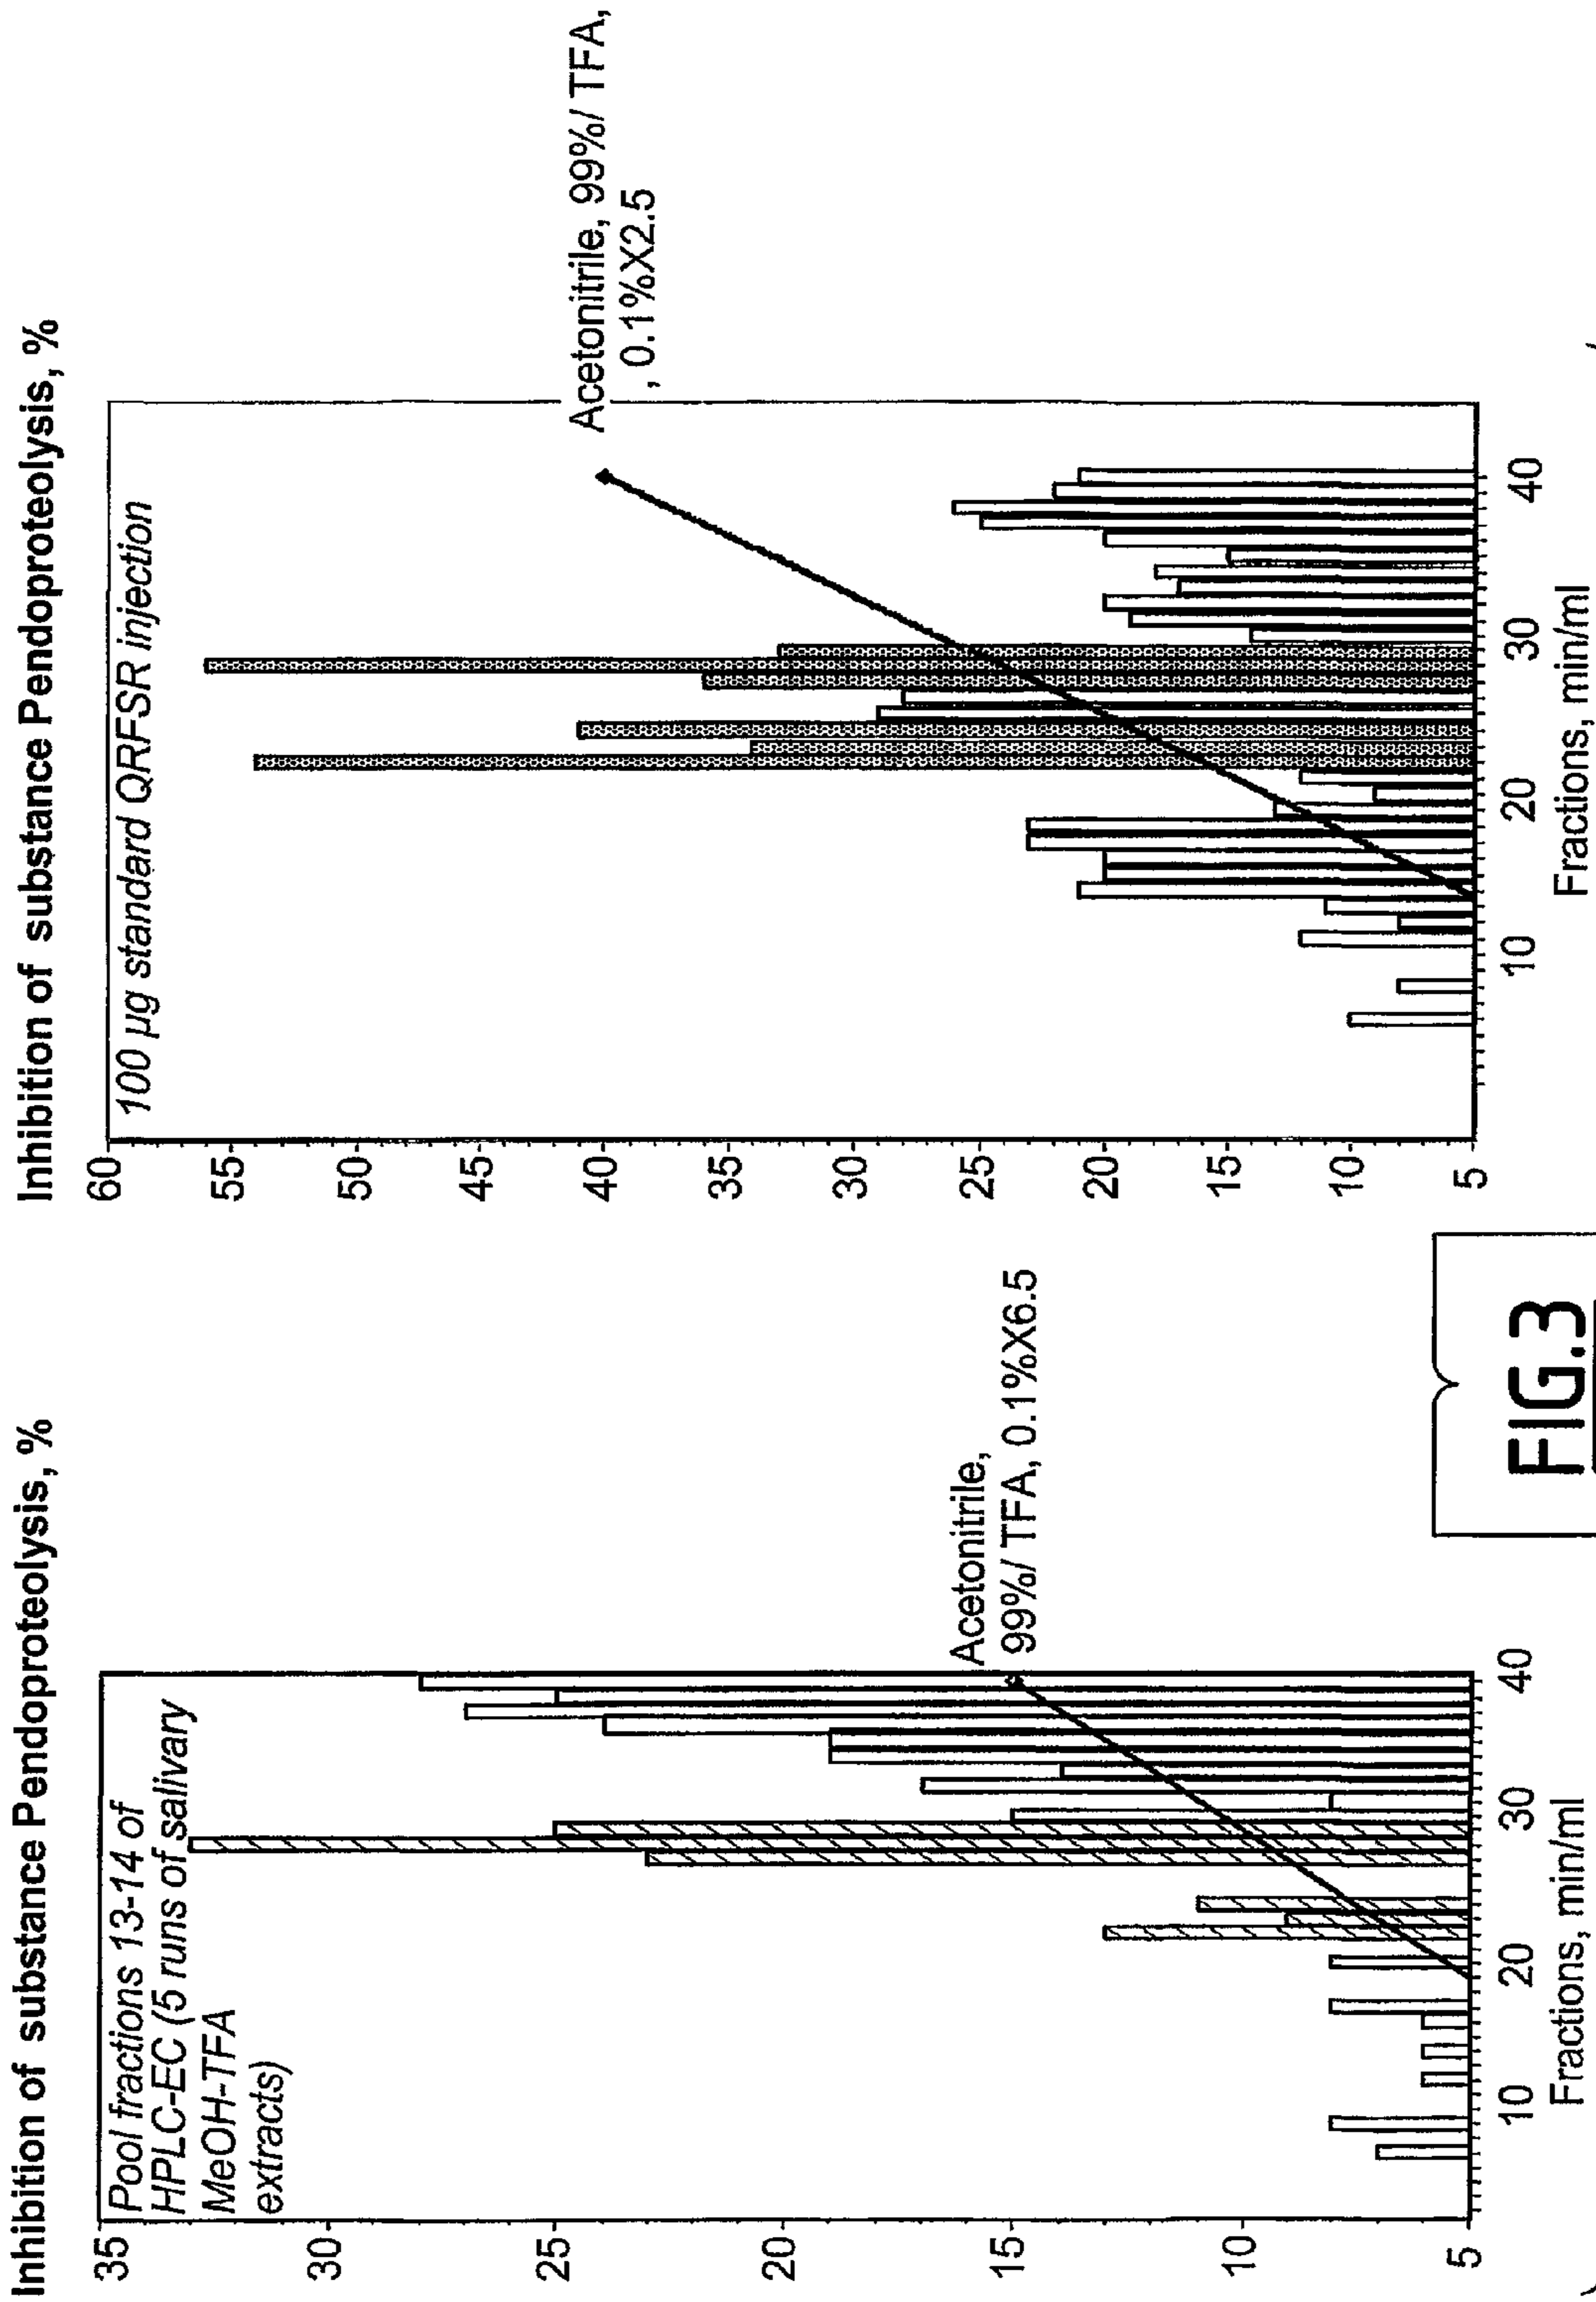 Inhibition of substance Pendoproteolysis, %
35
30
25
20
15
10
5
Pool fractions 13-14 of
HPLC-EC (5 runs of salivary
MeOH-TFA
extracts)
Acetonitrile,
99%/ TFA, 0.1%X6.5
10
20
30
40
Fractions, min/ml
Inhibition of substance Pendoproteolysis, %
60
55
50
45
40
35
30
25
20
15
10
5
100 µg standard QRFSR injection
Acetonitrile, 99%/ TFA,
, 0.1%X2.5
10
20
30
40
Fractions, min/ml
FIG.3